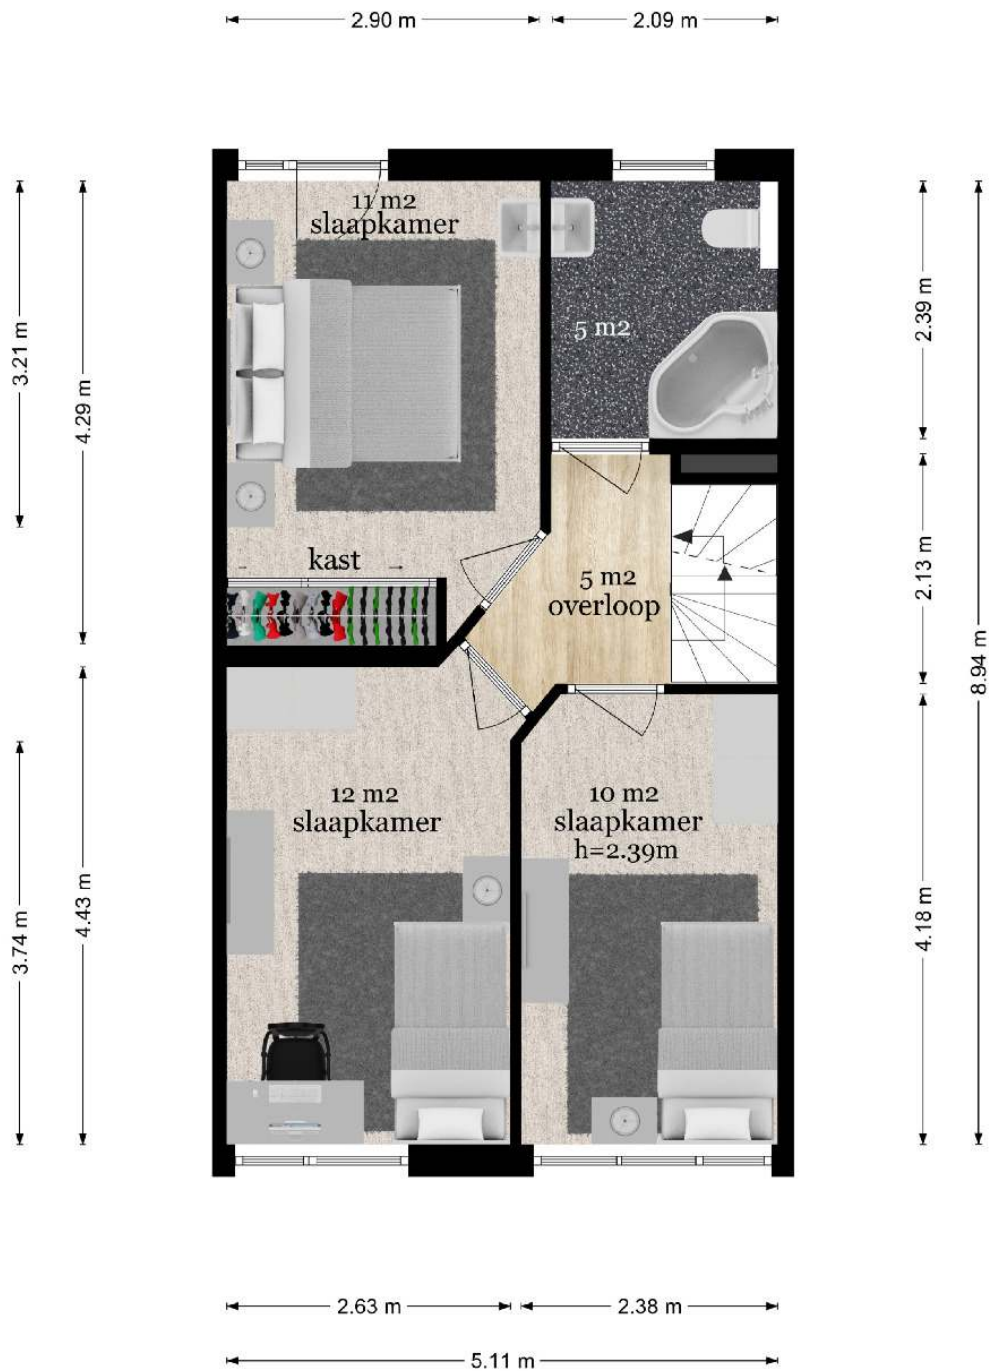 2.90 m
2.09 m
11 m2
slaapkamer
3.21 m
4.29 m
2.39 m
5 m2
kast
5 m2
overloop
2.13 m
8.94 m
12 m2
slaapkamer
10 m2
slaapkamer
h=2.39m
3.74 m
4.43 m
4.18 m
2.63 m
2.38 m
5.11 m